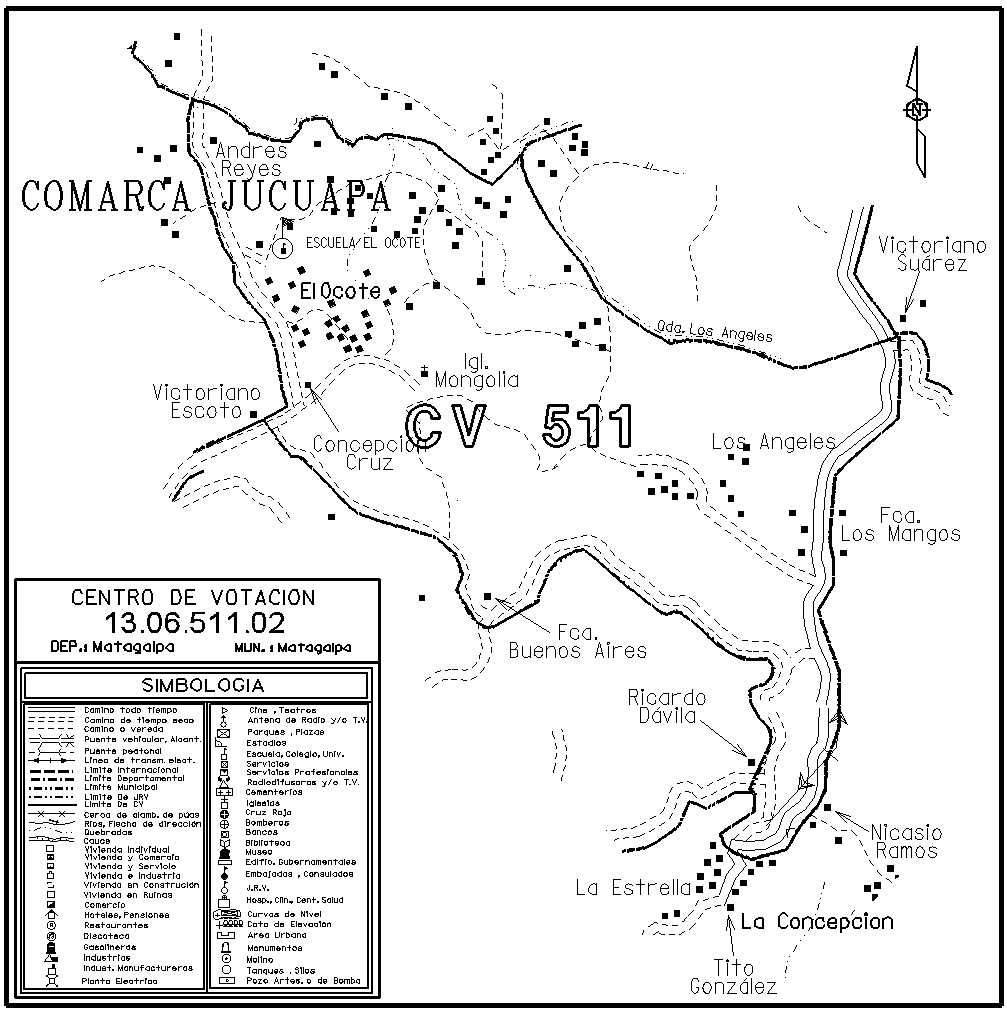 N
Andres
Reyes
COMARCA JUCUAPA
ESCUELA/EL OCOTE
Victoriano
Suárez
El Ocote
Qda. Los Angeles
Igl.
Mongolia
Victoriano
Escoto
CV 511
Concepcion
Cruz
Los Angeles
Fca.
Los Mangos
Fca.
Buenos Aires
Ricardo
Dávila
Nicasio
Ramos
La Estrella
La Concepcion
Tito
González
CENTRO DE VOTACION
13.06.511.02
DEP.: Matagalpa MUN. : Matagalpa
SIMBOLOGIA
Camino todo tiempo
Camino de tiempo seco
Camino o vereda
Puente vehicular, Alcant.
Puente peatonal
Linea de transm. elect.
Limite Internacional
Limite Departamental
Limite Municipal
Limite De JRV
Limite De CV
Cerca de alamb. de púas
Ríos, Flecha de dirección
Quebradas
Cauce
Vivienda Individual
Vivienda y Comercio
Vivienda y Servicio
Vivienda e Industria
Vivienda en Construción
Vivienda en Ruinas
Comercio
Hoteles, Pensiones
Restaurantes
Discoteca
Gasolineras
Industrias
Indust. Manufactureras
Planta Electrica
Cine , Teatros
Antena de Radio y/o T.V.
Parques , Plazas
Estadios
Escuela, Colegio, Univ.
Servicios
Servicios Profesionales
Radiodifusoras y/o T.V.
Cementerios
Iglesias
Cruz Roja
Bomberos
Bancos
Biblioteca
Museo
Edific. Gubernamentales
Embajadas , Consulados
J.R.V.
Hosp., Clin., Cent. Salud
Curvas de Nivel
Cota de Elevación
Area Urbana
Monumentos
Molino
Tanques , Silos
Pozo Artes. o de Bomba